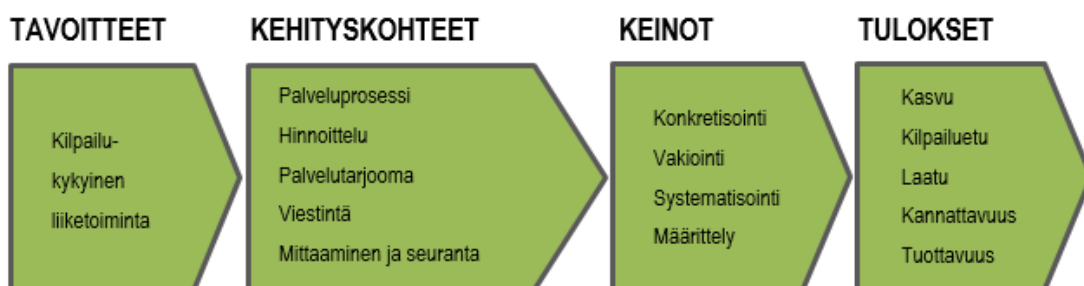 TAVOITTEET
Kilpailu-
kykyinen
liiketoiminta
KEHITYSKOHTEET
Palveluprosessi
Hinnoittelu
Palvelutarjooma
Viestintä
Mittaaminen ja seuranta
KEINOT
Konkretisointi
Vakiointi
Systematisointi
Määrittely
TULOKSET
Kasvu
Kilpailuetu
Laatu
Kannattavuus
Tuottavuus